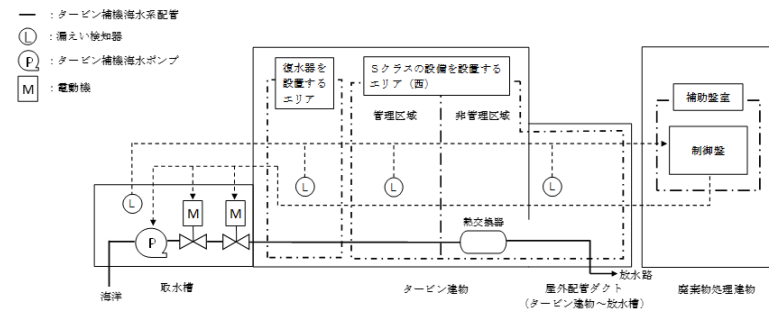 ：タービン補機海水系配管
L ：漏えい検知器
P ：タービン補機海水ポンプ
M ：電動機
復水器を
設置する
エリア
Sクラスの設備を設置する
エリア（西）
管理区域
非管理区域
補助盤室
制御盤
L
L
L
L
M
M
P
熱交換器
海洋
取水槽
タービン建物
放水路
屋外配管ダクト
（タービン建物～放水槽）
廃棄物処理建物